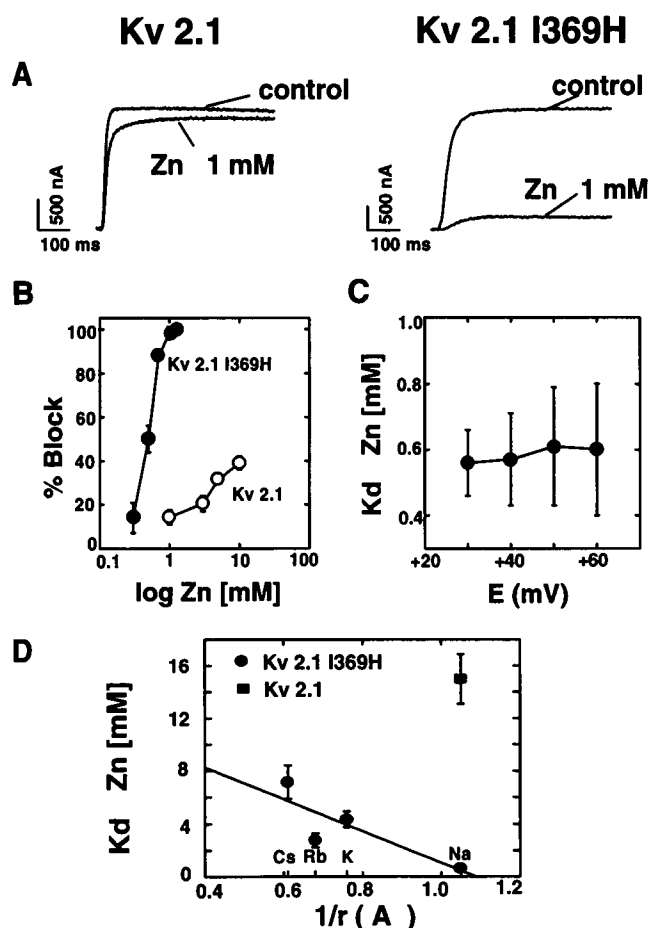 Kv 2.1
Kv 2.1 I369H
A
control
Zn 1 mM
500 nA
100 ms
control
Zn 1 mM
500 nA
100 ms
B
% Block
100
80
60
40
20
0
0.1
1
10
100
log Zn [mM]
Kv 2.1 I369H
Kv 2.1
C
Kd Zn [mM]
1.0
0.8
0.6
0.4
+20
+40
+60
E (mV)
D
Kd Zn [mM]
16
12
8
4
0
Kv 2.1 I369H
Kv 2.1
Cs
Rb
K
Na
0.4
0.6
0.8
1.0
1.2
1/r ( A )